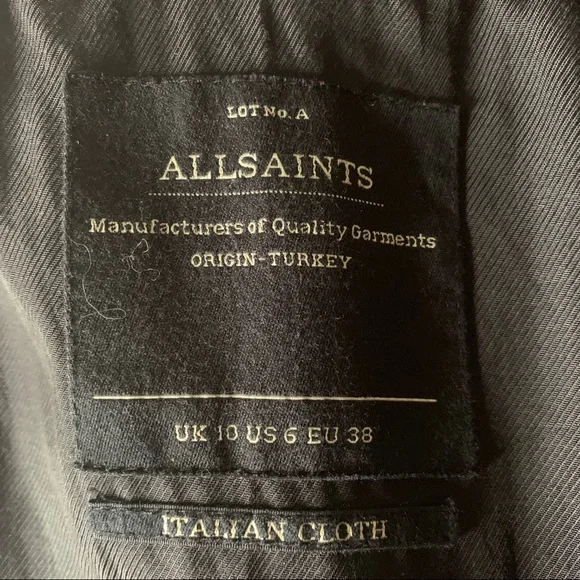 LOT No. A
ALLSAINTS
Manufacturers of Quality Garments
ORIGIN-TURKEY
UK 10 US 6 EU 38
ITALIAN CLOTH